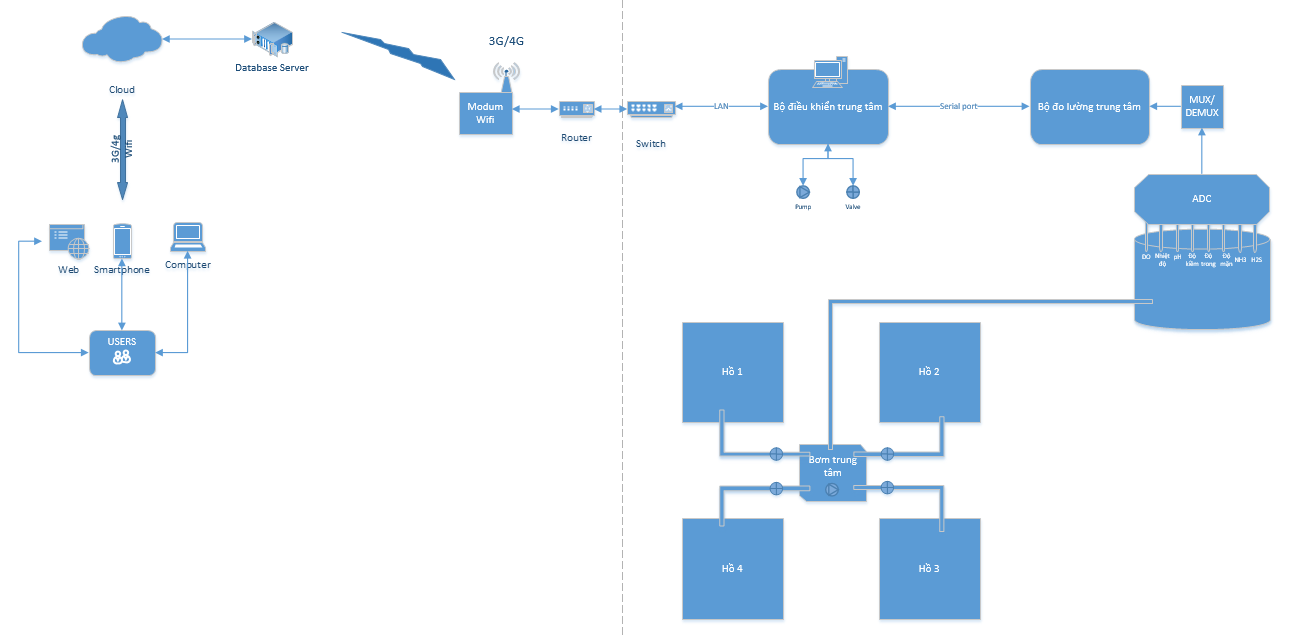 3G/4G
Database Server
Cloud
Modum
Wifi
Router
Switch
LAN
Bộ điều khiển trung tâm
Serial port
Bộ đo lường trung tâm
MUX/
DEMUX
3G/4g
Wifi
Pump
Valve
ADC
DO
Nhiệt
độ
pH
Độ
kiềm
Độ
trong
Độ
mặn
NH3
H2S
Web
Smartphone
Computer
USERS
Hồ 1
Hồ 2
Bơm trung
tâm
Hồ 4
Hồ 3